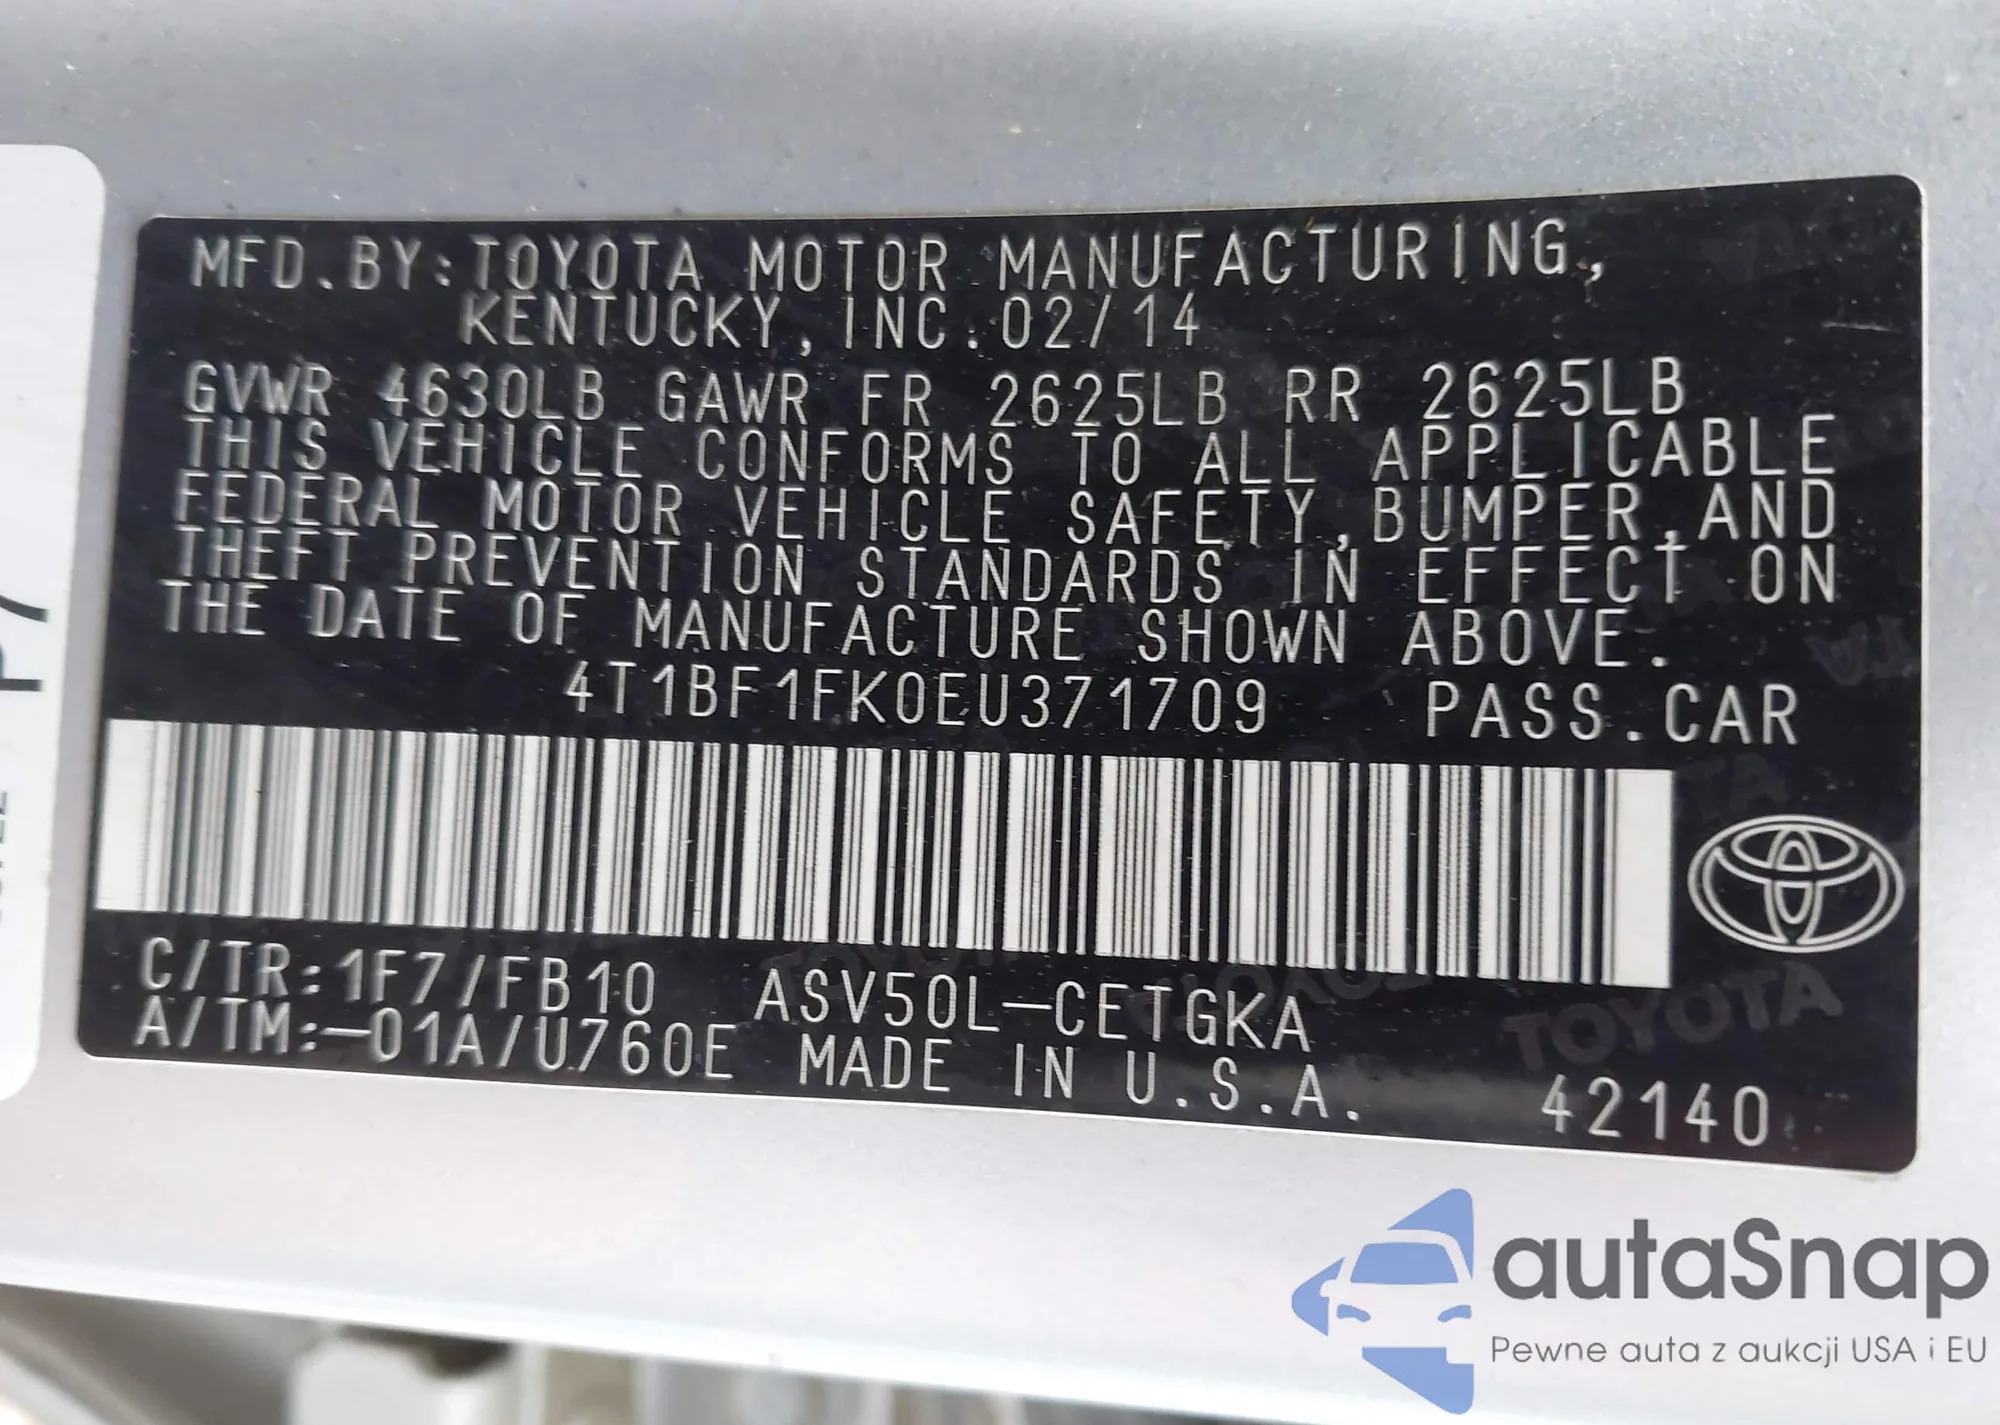 MFD.BY:TOYOTA MOTOR MANUFACTURING,
KENTUCKY, INC. 02/14
GVWR 4630LB GAWR FR 2625LB RR 2625LB
THIS VEHICLE CONFORMS TO ALL APPLICABLE
FEDERAL MOTOR VEHICLE SAFETY,BUMPER,AND
THEFT PREVENTION STANDARDS IN EFFECT ON
THE DATE OF MANUFACTURE SHOWN ABOVE.
4T1BF1FK0EU371709 PASS.CAR
C/TR:1F7/FB10 ASV50L-CETGKA
A/TM:-01A/U760E MADE IN U.S.A.
42140
TOYOTA
autaSnap
Pewne auta z aukcji USA i EU